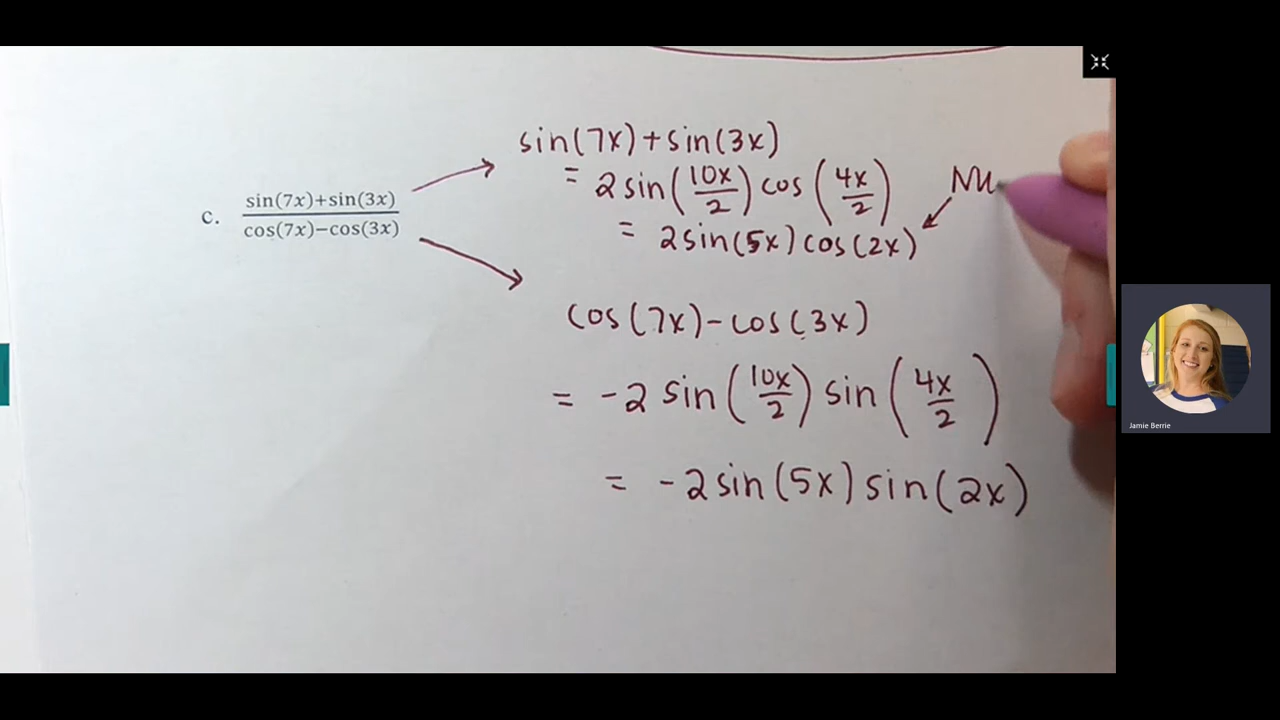 c. sin(7x)+sin(3x)
cos(7x)−cos(3x)
sin(7x)+sin(3x)
= 2 sin(10x/2) cos(4x/2)
= 2sin(5x) cos(2x)
NU
cos(7x)-cos(3x)
= -2 sin(10x/2) sin(4x/2)
= -2sin(5x) sin(2x)
Jamie Berrie